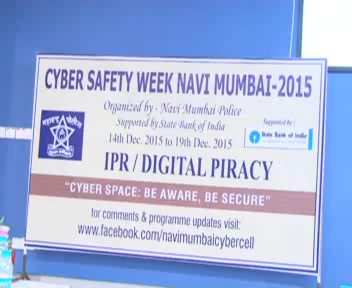 CYBER SAFETY WEEK NAVI MUMBAI-2015
Organized by - Navi Mumbai Police
Supported by State Bank of India
14th Dec. 2015 to 19th Dec. 2015
Supported by :
State Bank of India
IPR / DIGITAL PIRACY
"CYBER SPACE: BE AWARE, BE SECURE"
for comments & programme updates visit:
www.facebook.com/navimumbaicybercell